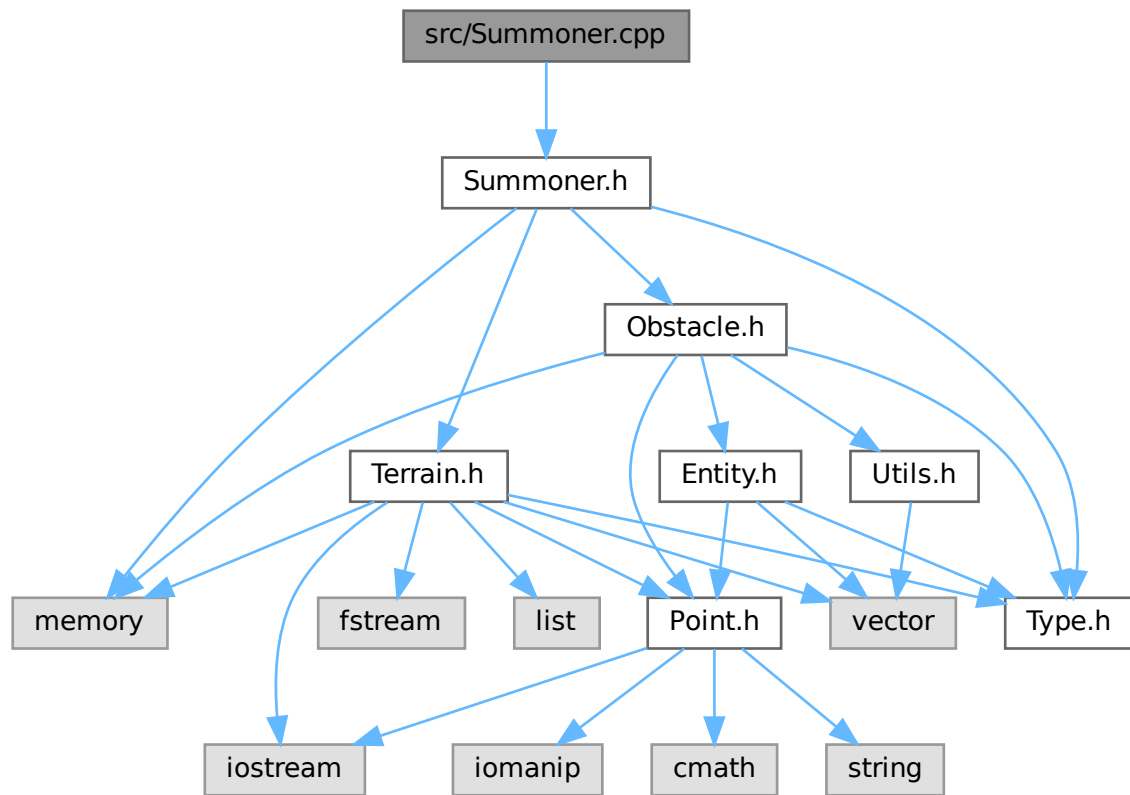 src/Summoner.cpp
Summoner.h
Obstacle.h
Terrain.h
Entity.h
Utils.h
memory
fstream
list
Point.h
vector
Type.h
iostream
iomanip
cmath
string